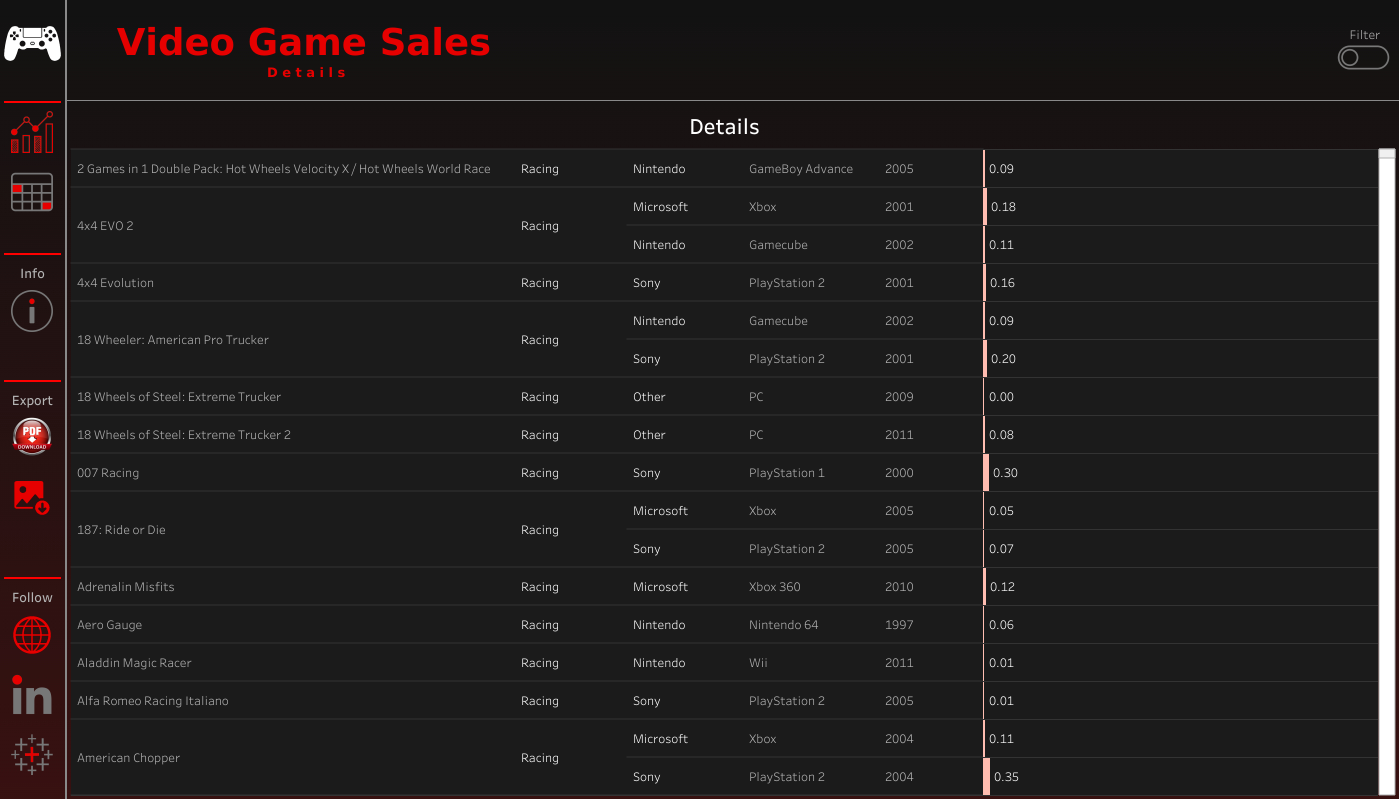 Video Game Sales
Details
Filter
Details
2 Games in 1 Double Pack: Hot Wheels Velocity X / Hot Wheels World Race Racing Nintendo GameBoy Advance 2005 0.09
4x4 EVO 2 Racing Microsoft Xbox 2001 0.18
Nintendo Gamecube 2002 0.11
4x4 Evolution Racing Sony PlayStation 2 2001 0.16
18 Wheeler: American Pro Trucker Racing Nintendo Gamecube 2002 0.09
Sony PlayStation 2 2001 0.20
18 Wheels of Steel: Extreme Trucker Racing Other PC 2009 0.00
18 Wheels of Steel: Extreme Trucker 2 Racing Other PC 2011 0.08
007 Racing Racing Sony PlayStation 1 2000 0.30
187: Ride or Die Racing Microsoft Xbox 2005 0.05
Sony PlayStation 2 2005 0.07
Adrenalin Misfits Racing Microsoft Xbox 360 2010 0.12
Aero Gauge Racing Nintendo Nintendo 64 1997 0.06
Aladdin Magic Racer Racing Nintendo Wii 2011 0.01
Alfa Romeo Racing Italiano Racing Sony PlayStation 2 2005 0.01
American Chopper Racing Microsoft Xbox 2004 0.11
Sony PlayStation 2 2004 0.35
Info
Export
PDF
DOWNLOAD
Follow
in